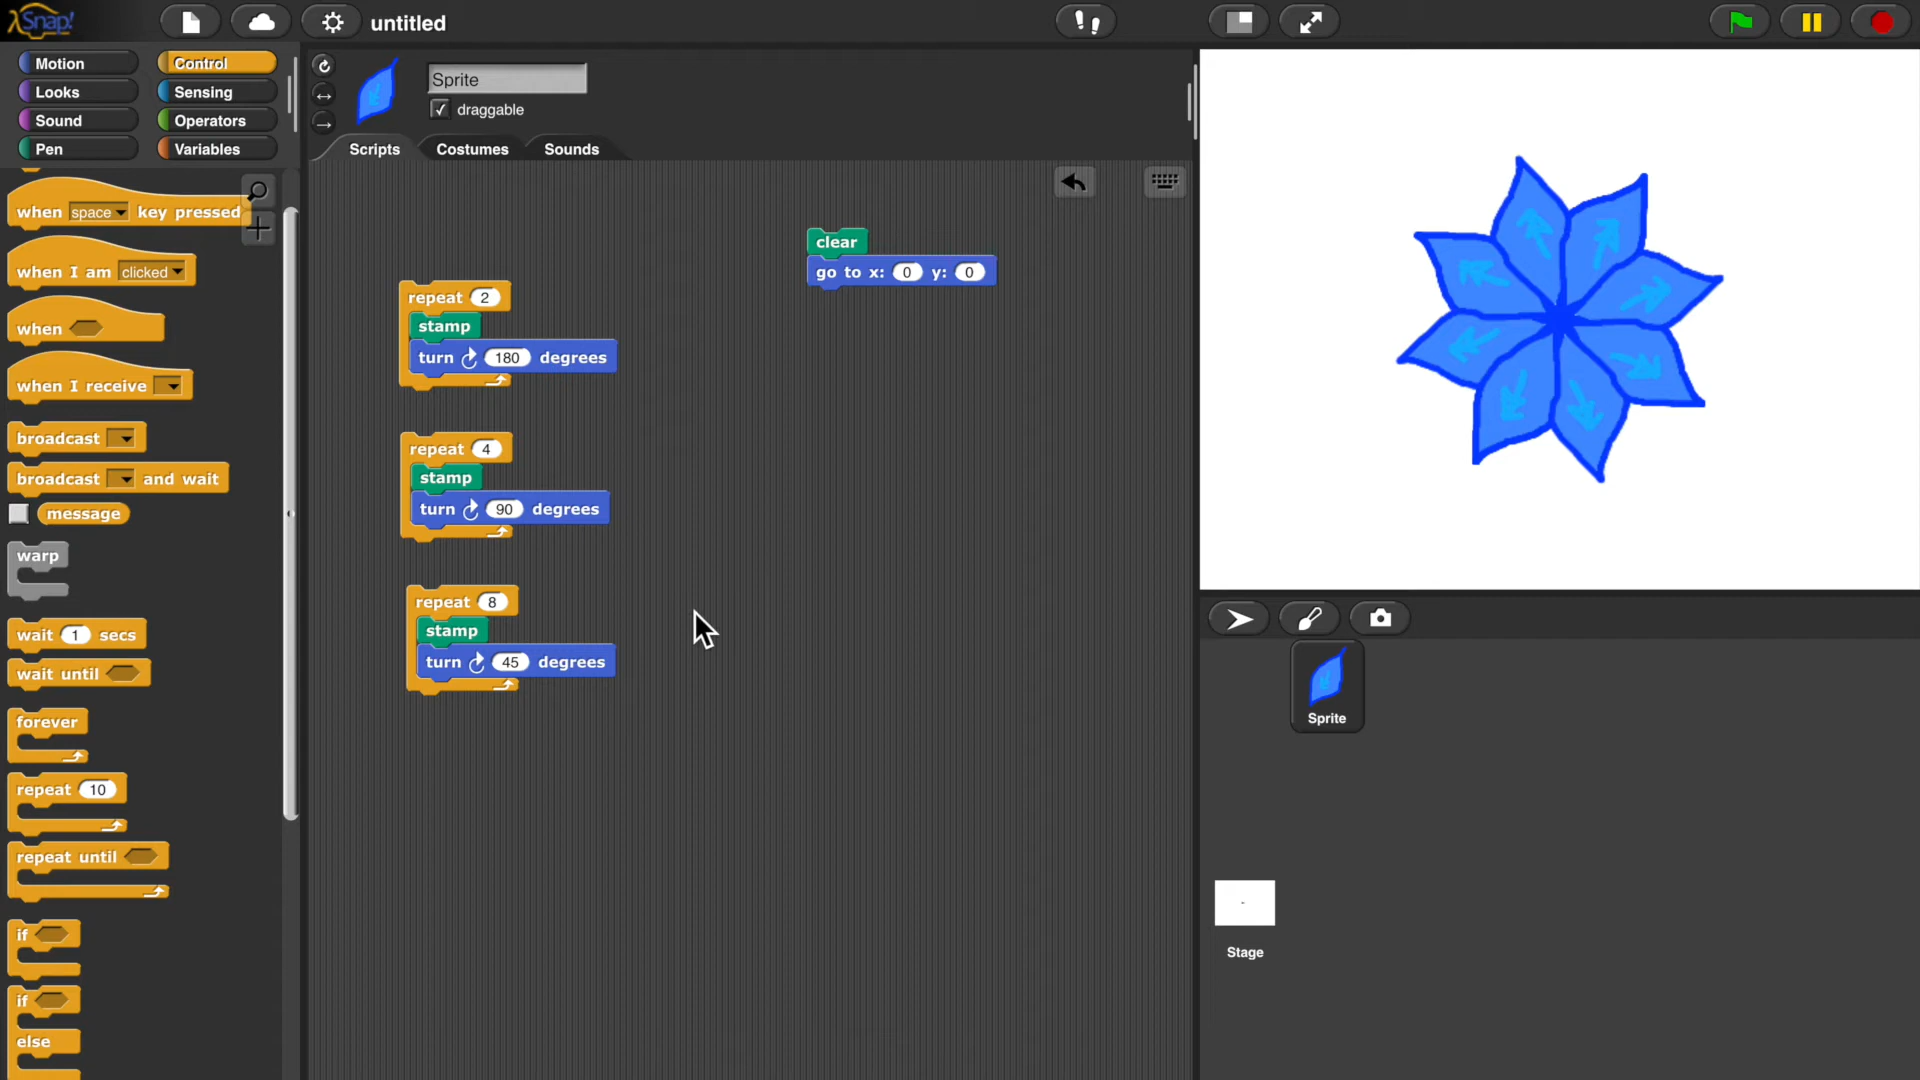 Snap!
untitled
Motion
Control
Looks
Sensing
Sound
Operators
Pen
Variables
Sprite
draggable
Scripts
Costumes
Sounds
when space key pressed
when I am clicked
when
when I receive
broadcast
broadcast and wait
message
warp
wait 1 secs
wait until
forever
repeat 10
repeat until
if
if
else
repeat 2
stamp
turn 180 degrees
repeat 4
stamp
turn 90 degrees
repeat 8
stamp
turn 45 degrees
clear
go to x: 0 y: 0
Sprite
Stage